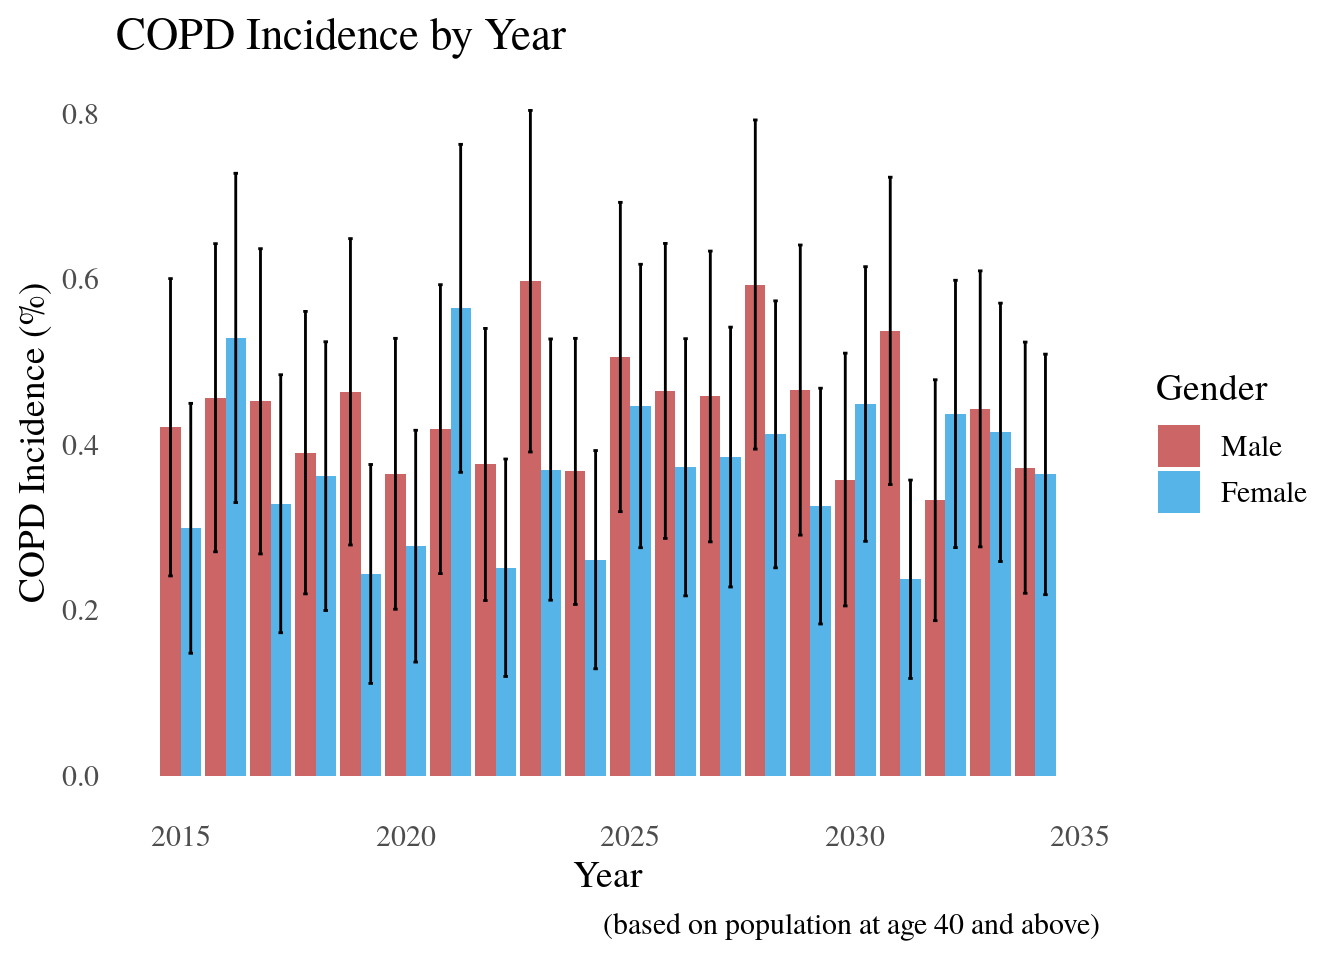 COPD Incidence by Year
0.8
0.6
0.4
0.2
0.0
COPD Incidence (%)
2015 2020 2025 2030 2035
Year
(based on population at age 40 and above)
Gender
Male
Female